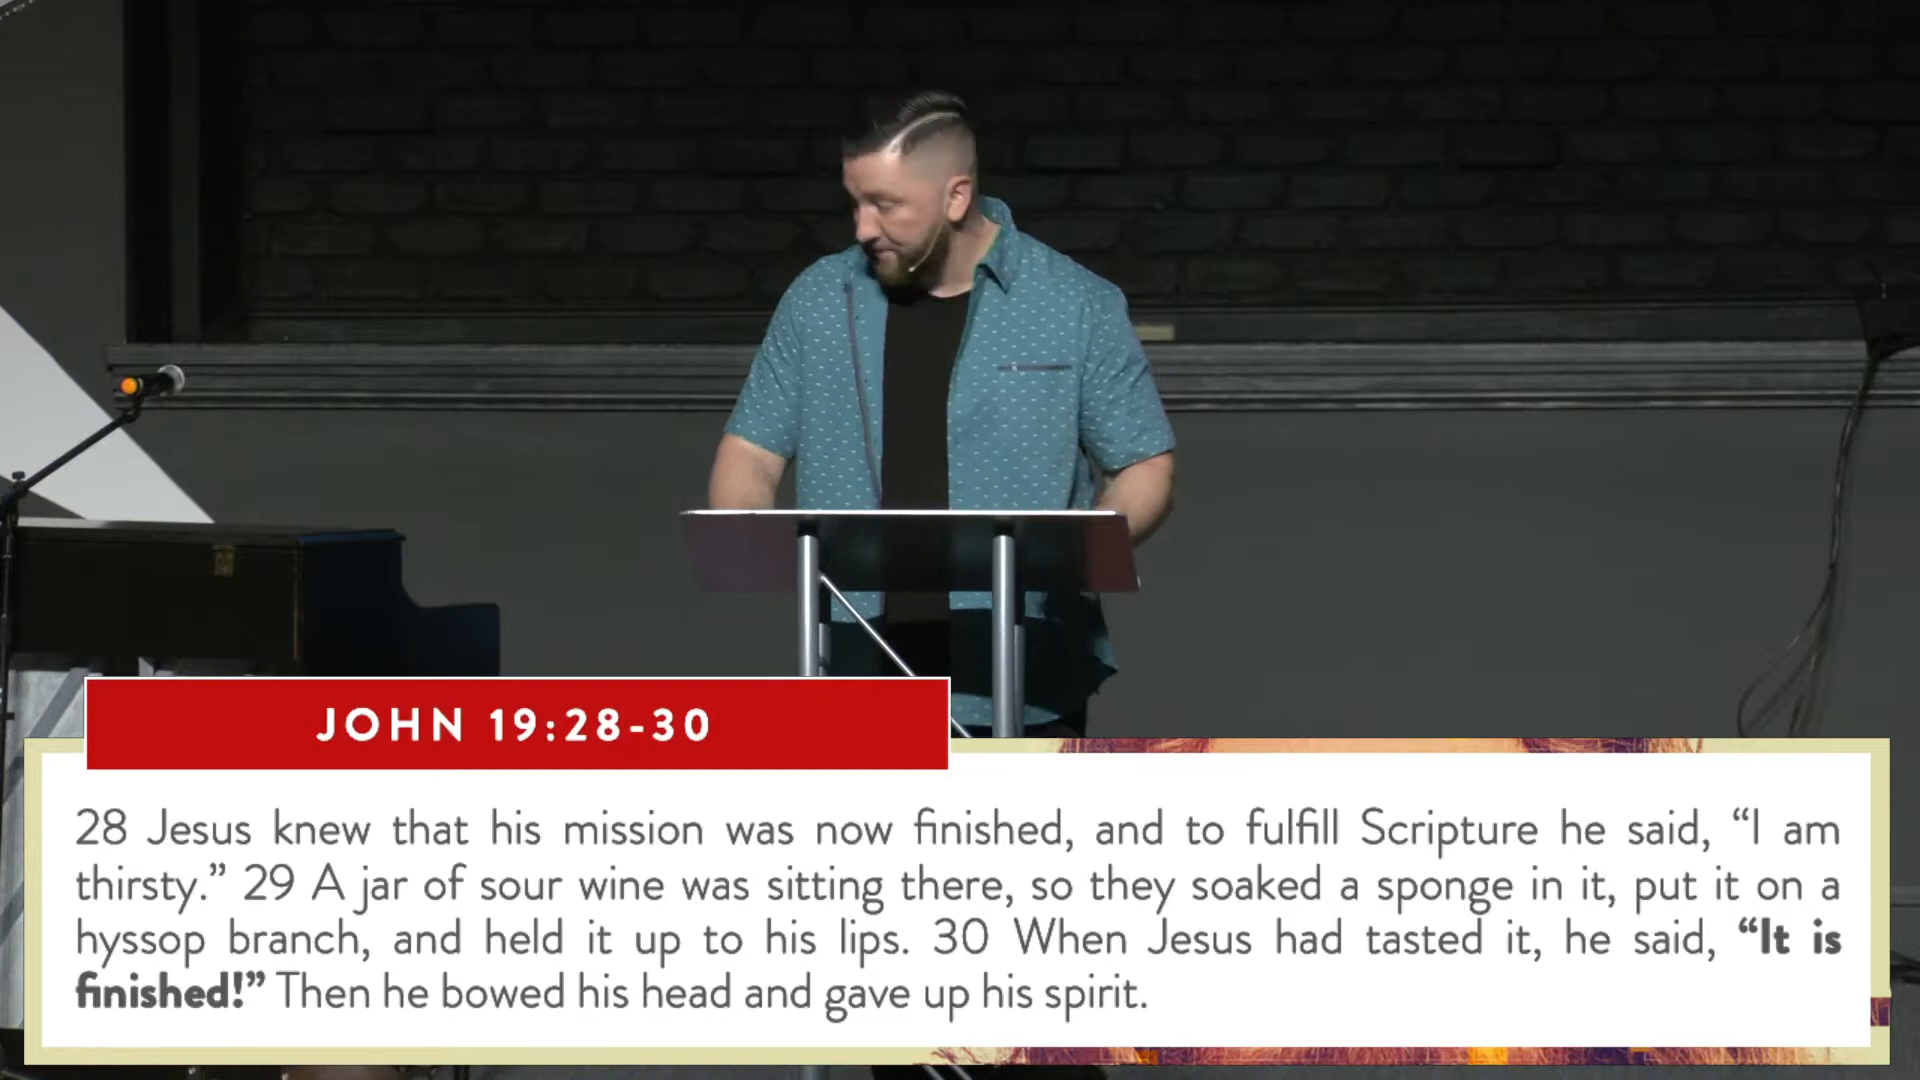 JOHN 19:28-30
28 Jesus knew that his mission was now finished, and to fulfill Scripture he said, “I am
thirsty.” 29 A jar of sour wine was sitting there, so they soaked a sponge in it, put it on a
hyssop branch, and held it up to his lips. 30 When Jesus had tasted it, he said, “It is
finished!” Then he bowed his head and gave up his spirit.